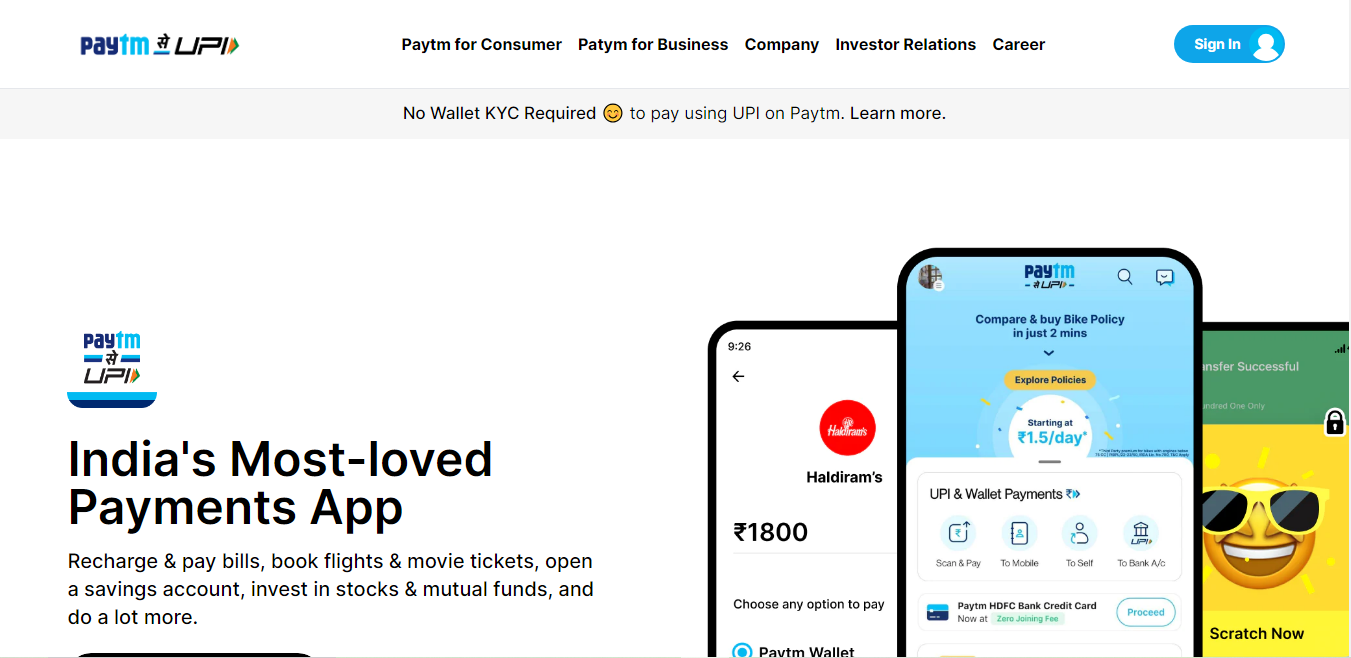 paytm से UPI
Paytm for Consumer
Patym for Business
Company
Investor Relations
Career
Sign In
No Wallet KYC Required 😊 to pay using UPI on Paytm. Learn more.
paytm
से
UPI
India's Most-loved
Payments App
Recharge & pay bills, book flights & movie tickets, open
a savings account, invest in stocks & mutual funds, and
do a lot more.
9:26
Haldiram's
Haldiram's
₹1800
Choose any option to pay
Paytm Wallet
paytm
से UPI
Compare & buy Bike Policy
in just 2 mins
Explore Policies
Starting at
₹1.5/day*
UPI & Wallet Payments
Scan & Pay
To Mobile
To Self
UPI
To Bank A/c
Paytm HDFC Bank Credit Card
Now at Zero Joining Fee
Proceed
nsfer Successful
ndred One Only
Scratch Now